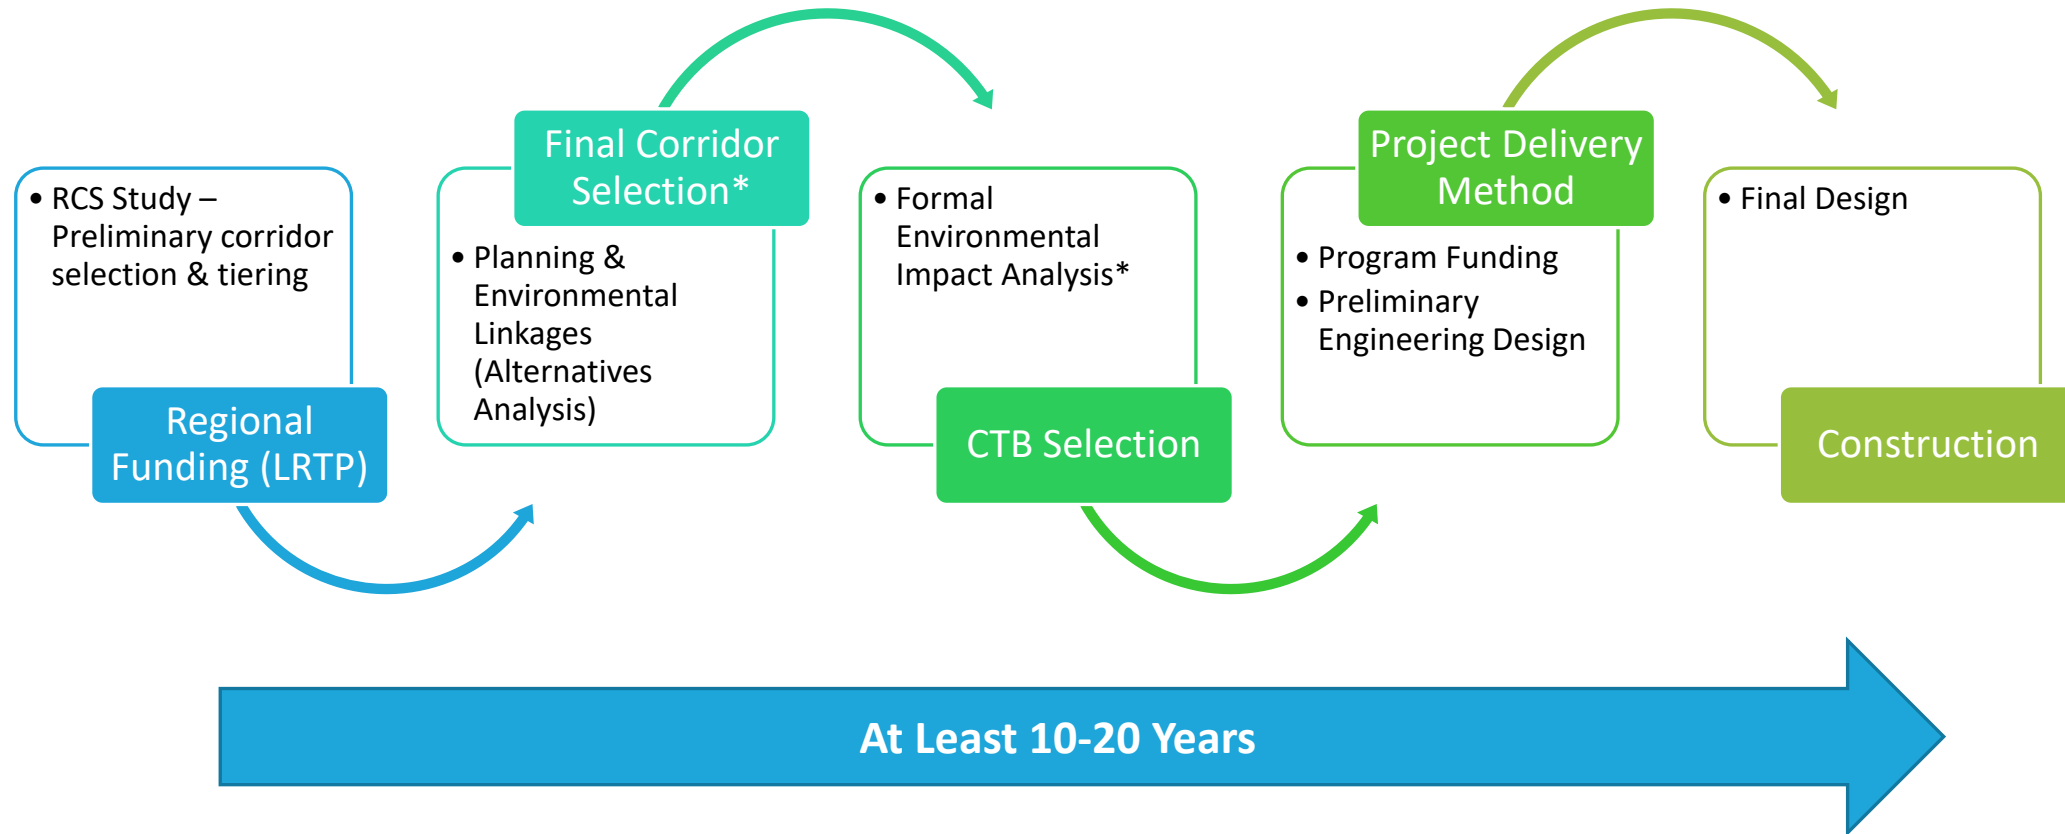 • RCS Study –
Preliminary corridor
selection & tiering
Regional
Funding (LRTP)
Final Corridor
Selection*
• Planning &
Environmental
Linkages
(Alternatives
Analysis)
• Formal
Environmental
Impact Analysis*
CTB Selection
Project Delivery
Method
• Program Funding
• Preliminary
Engineering Design
• Final Design
Construction
At Least 10-20 Years